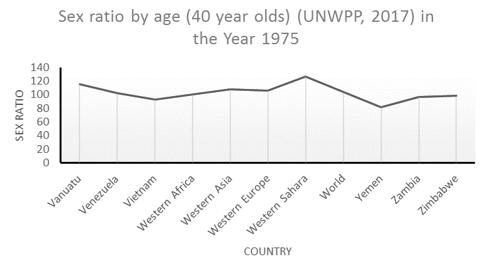 Sex ratio by age (40 year olds) (UNWPP, 2017) in
the Year 1975
140
120
100
80
60
40
20
0
SEX RATIO
Vanuatu
Venezuela
Vietnam
Western Africa
Western Asia
Western Europe
Western Sahara
World
Yemen
Zambia
Zimbabwe
COUNTRY